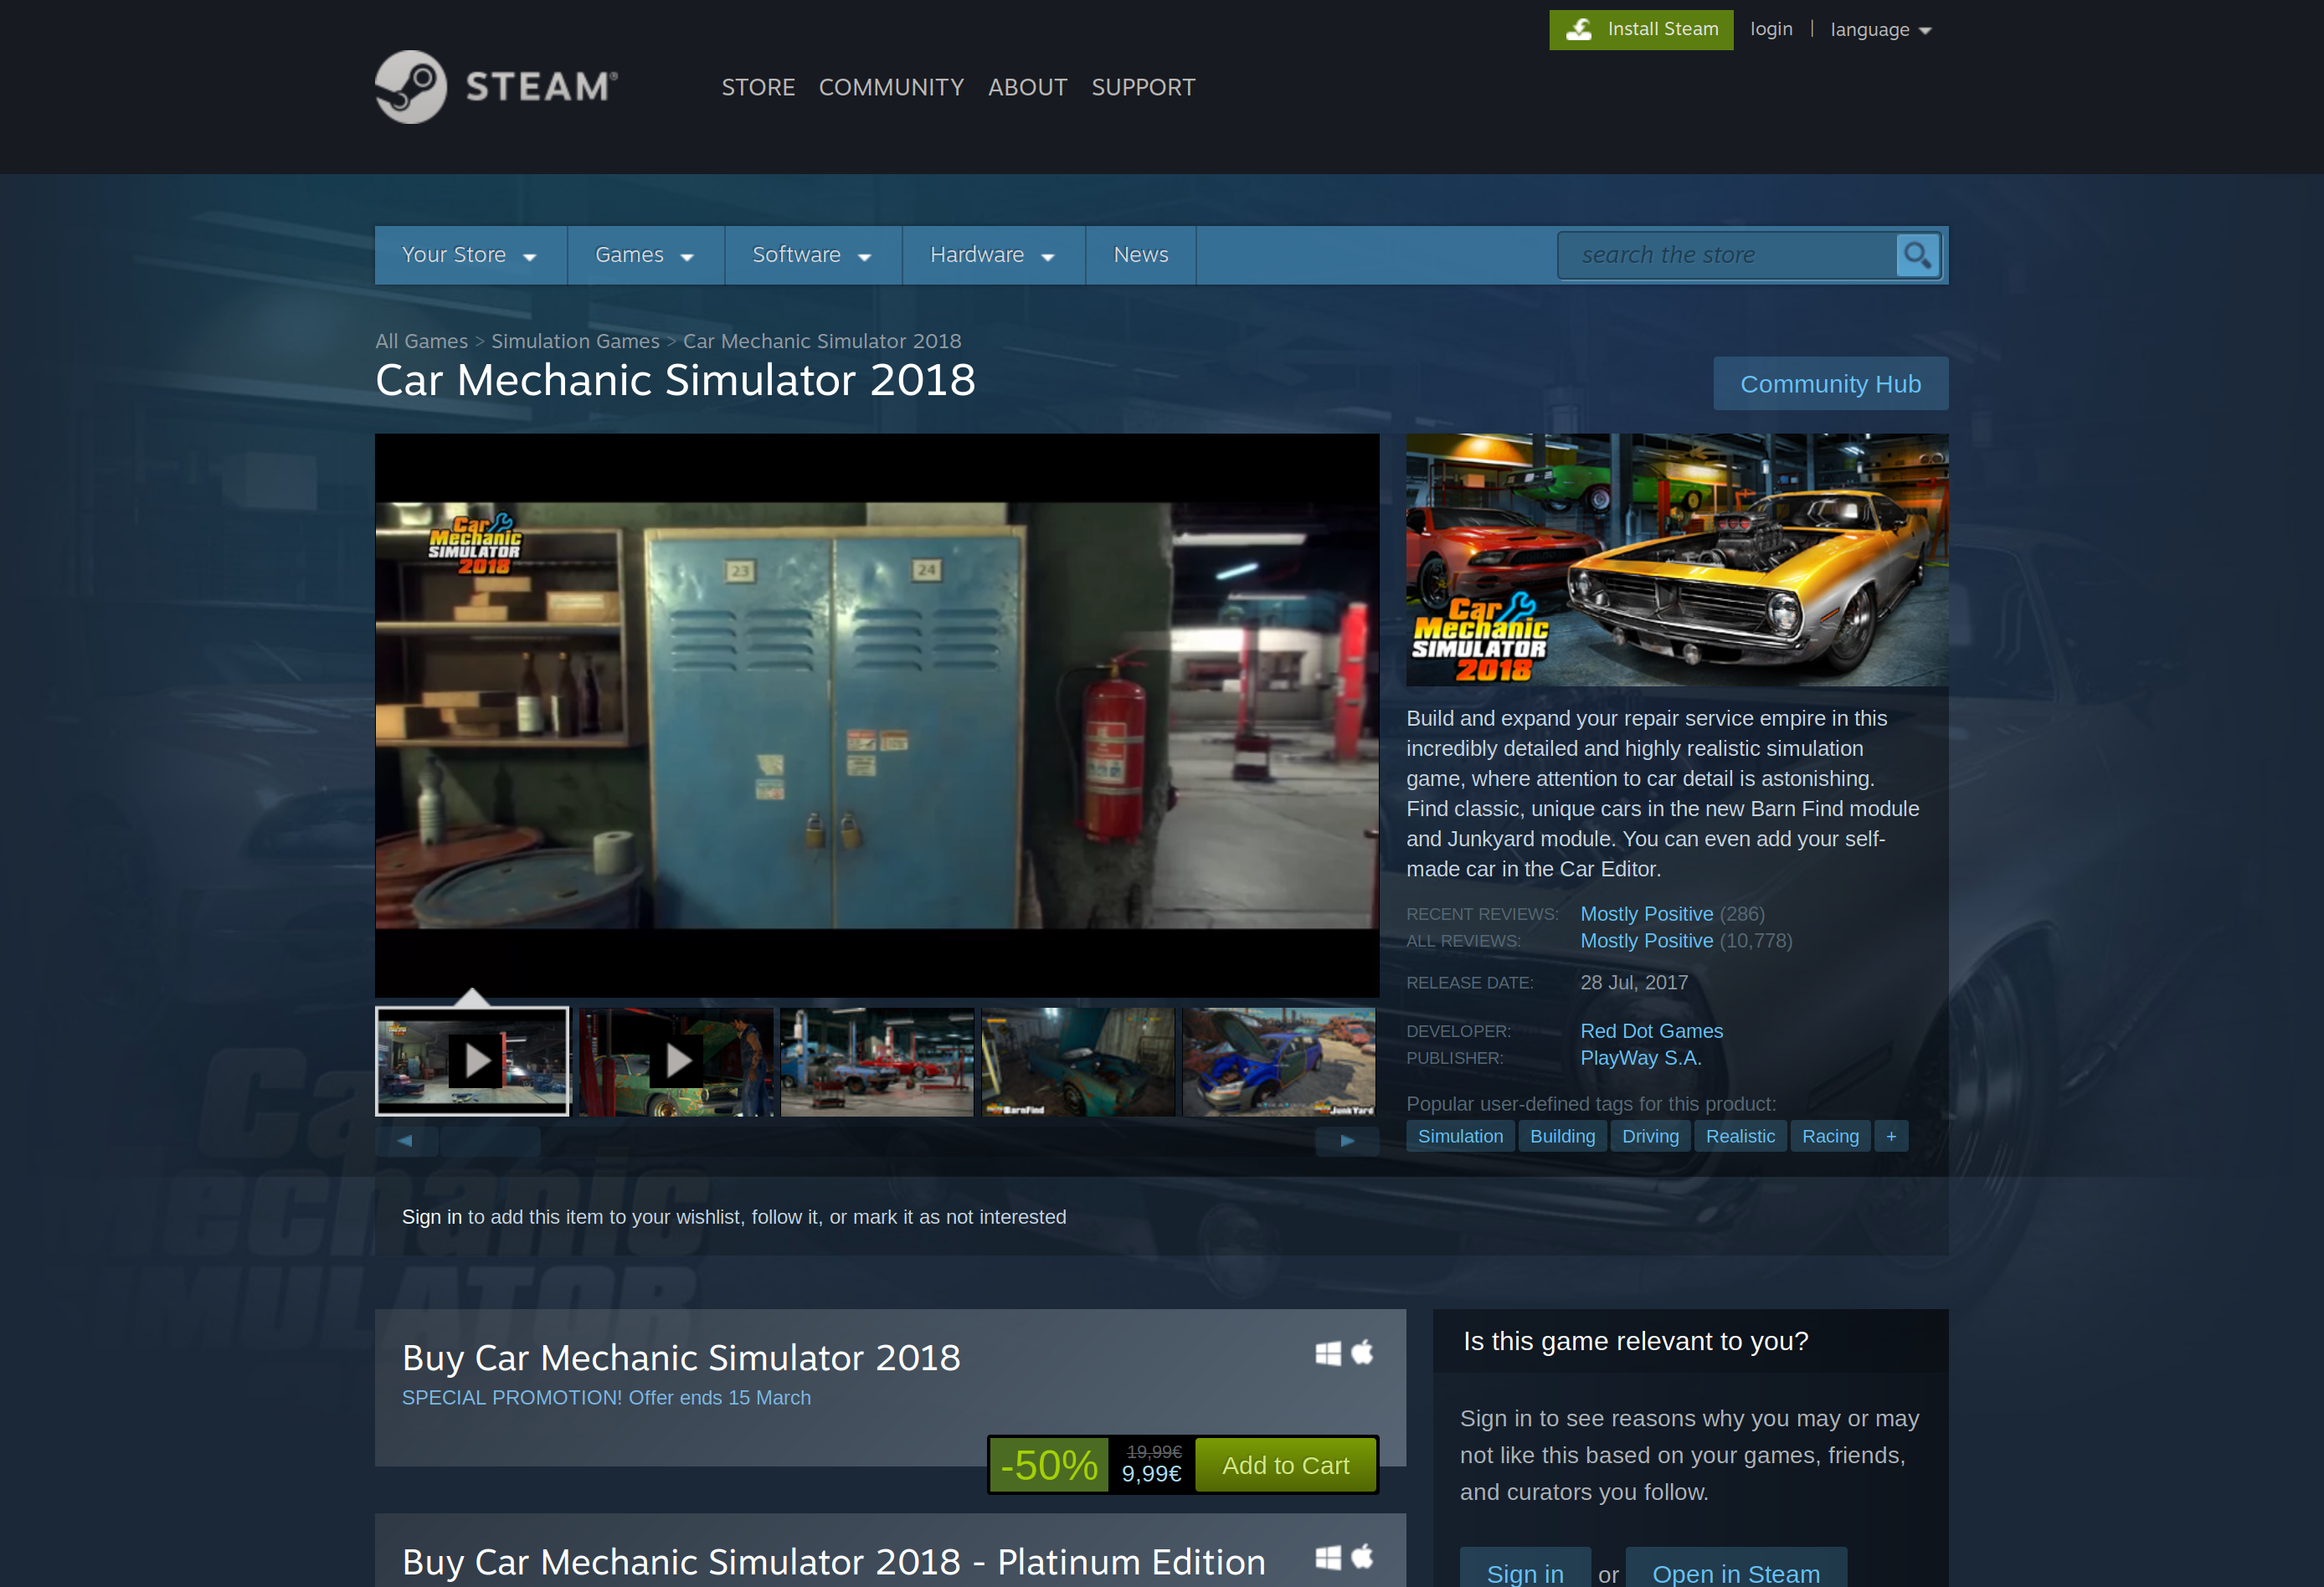 Install Steam
login | language
STEAM®
STORE COMMUNITY ABOUT SUPPORT
Your Store Games Software Hardware News
search the store
All Games > Simulation Games > Car Mechanic Simulator 2018
Car Mechanic Simulator 2018
Community Hub
Car
Mechanic
SIMULATOR
2018
23
24
Car
Mechanic
SIMULATOR
2018
Build and expand your repair service empire in this
incredibly detailed and highly realistic simulation
game, where attention to car detail is astonishing.
Find classic, unique cars in the new Barn Find module
and Junkyard module. You can even add your self-
made car in the Car Editor.
RECENT REVIEWS: Mostly Positive (286)
ALL REVIEWS: Mostly Positive (10,778)
RELEASE DATE: 28 Jul, 2017
DEVELOPER: Red Dot Games
PUBLISHER: PlayWay S.A.
Popular user-defined tags for this product:
Simulation Building Driving Realistic Racing +
BarnFind
JunkYard
Sign in to add this item to your wishlist, follow it, or mark it as not interested
Car
Mechanic
SIMULATOR
Buy Car Mechanic Simulator 2018
SPECIAL PROMOTION! Offer ends 15 March
-50% 19,99€ 9,99€ Add to Cart
Buy Car Mechanic Simulator 2018 - Platinum Edition
Is this game relevant to you?
Sign in to see reasons why you may or may
not like this based on your games, friends,
and curators you follow.
Sign in or Open in Steam